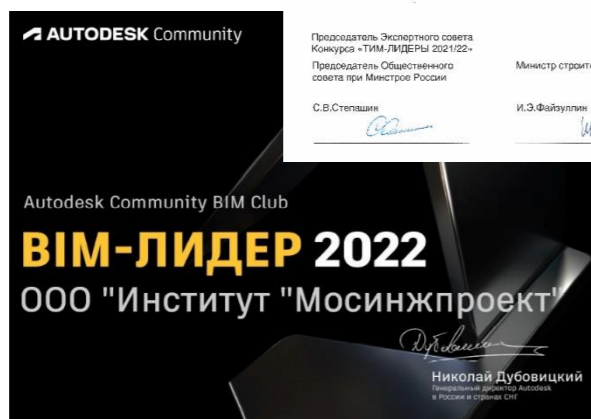 AUTODESK Community
Председатель Экспертного совета
Конкурса «ТИМ-ЛИДЕРЫ 2021/22»
Председатель Общественного
совета при Минстрое России
Министр строите
С.В.Степашин
И.Э.Файзуллин
Autodesk Community BIM Club
BIM-ЛИДЕР 2022
ООО "Институт "Мосинжпроект"
Николай Дубовицкий
Генеральный директор Autodesk
в России и странах СНГ